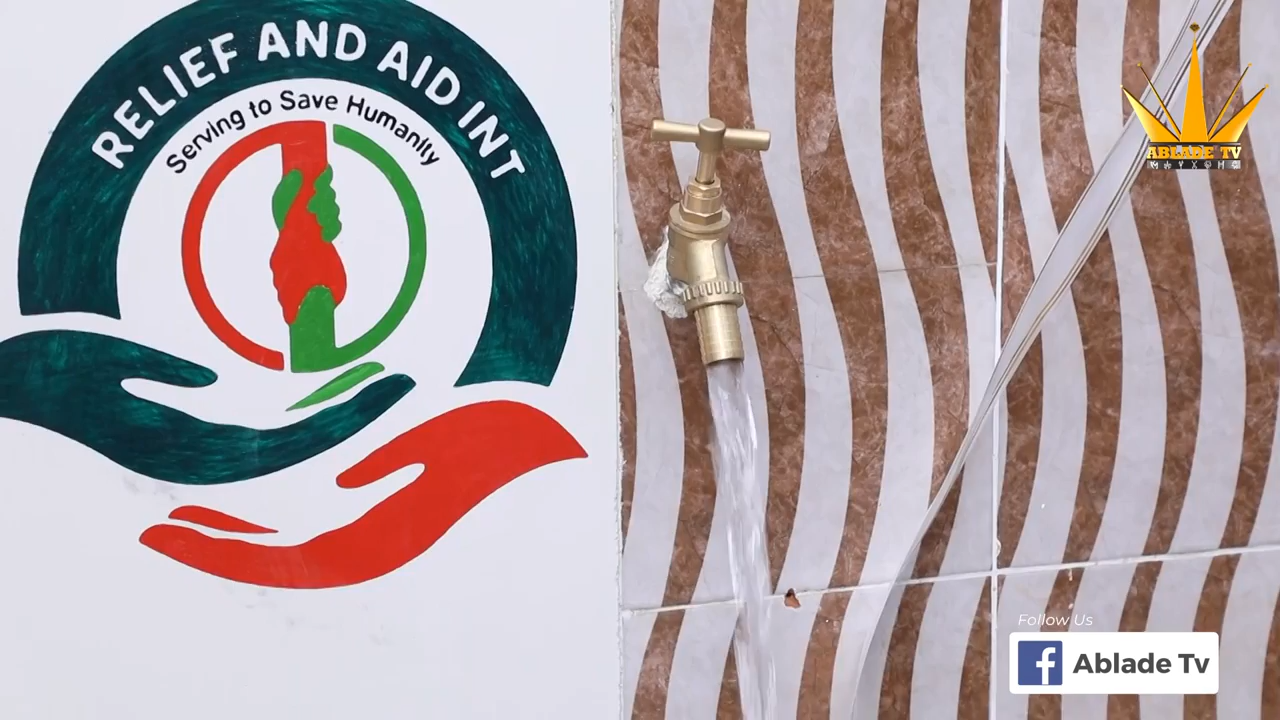 RELIEF AND AID INT
Serving to Save Humanity
ABLADE TV
Follow Us
f Ablade Tv